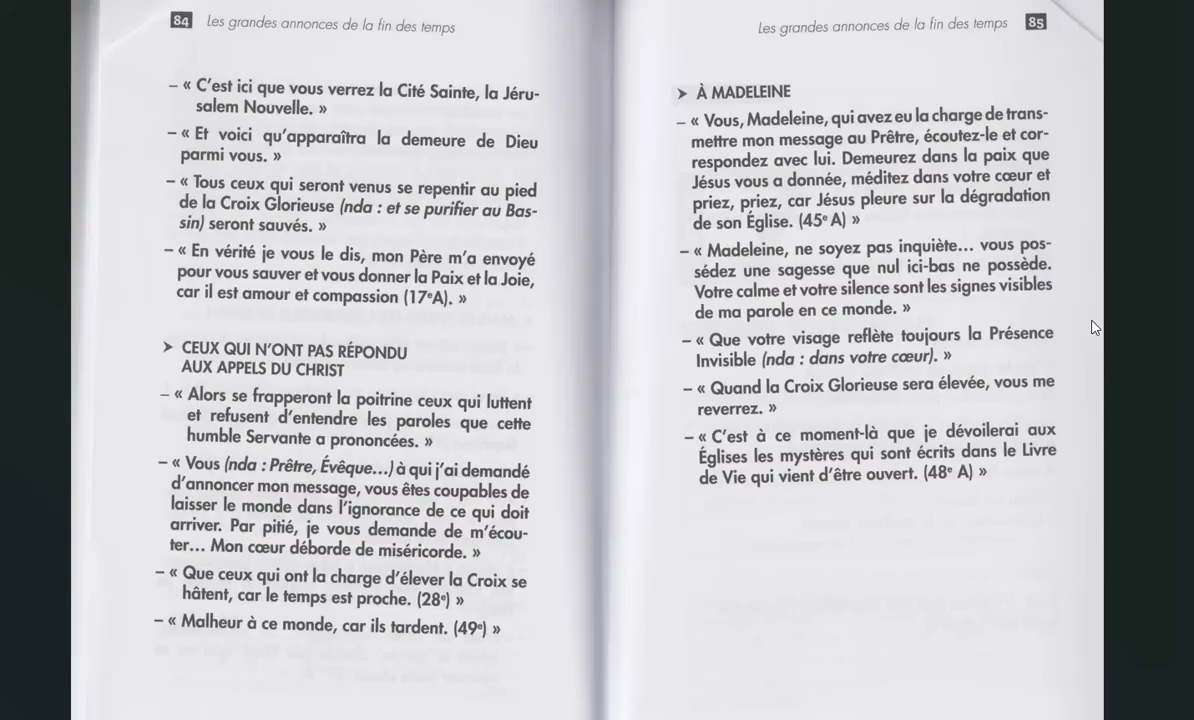 84 Les grandes annonces de la fin des temps
– « C'est ici que vous verrez la Cité Sainte, la Jéru-
salem Nouvelle. »
– « Et voici qu'apparaîtra la demeure de Dieu
parmi vous. »
– « Tous ceux qui seront venus se repentir au pied
de la Croix Glorieuse (nda : et se purifier au Bas-
sin) seront sauvés. »
– « En vérité je vous le dis, mon Père m'a envoyé
pour vous sauver et vous donner la Paix et la Joie,
car il est amour et compassion (17ᵉA). »
➤ CEUX QUI N'ONT PAS RÉPONDU
AUX APPELS DU CHRIST
– « Alors se frapperont la poitrine ceux qui luttent
et refusent d'entendre les paroles que cette
humble Servante a prononcées. »
– « Vous (nda : Prêtre, Évêque...) à qui j'ai demandé
d'annoncer mon message, vous êtes coupables de
laisser le monde dans l'ignorance de ce qui doit
arriver. Par pitié, je vous demande de m'écou-
ter... Mon cœur déborde de miséricorde. »
– « Que ceux qui ont la charge d'élever la Croix se
hâtent, car le temps est proche. (28ᵉ) »
– « Malheur à ce monde, car ils tardent. (49ᵉ) »
Les grandes annonces de la fin des temps 85
➤ À MADELEINE
– « Vous, Madeleine, qui avez eu la charge de trans-
mettre mon message au Prêtre, écoutez-le et cor-
respondez avec lui. Demeurez dans la paix que
Jésus vous a donnée, méditez dans votre cœur et
priez, priez, car Jésus pleure sur la dégradation
de son Église. (45ᵉ A) »
– « Madeleine, ne soyez pas inquiète... vous pos-
sédez une sagesse que nul ici-bas ne possède.
Votre calme et votre silence sont les signes visibles
de ma parole en ce monde. »
– « Que votre visage reflète toujours la Présence
Invisible (nda : dans votre cœur). »
– « Quand la Croix Glorieuse sera élevée, vous me
reverrez. »
– « C'est à ce moment-là que je dévoilerai aux
Églises les mystères qui sont écrits dans le Livre
de Vie qui vient d'être ouvert. (48ᵉ A) »